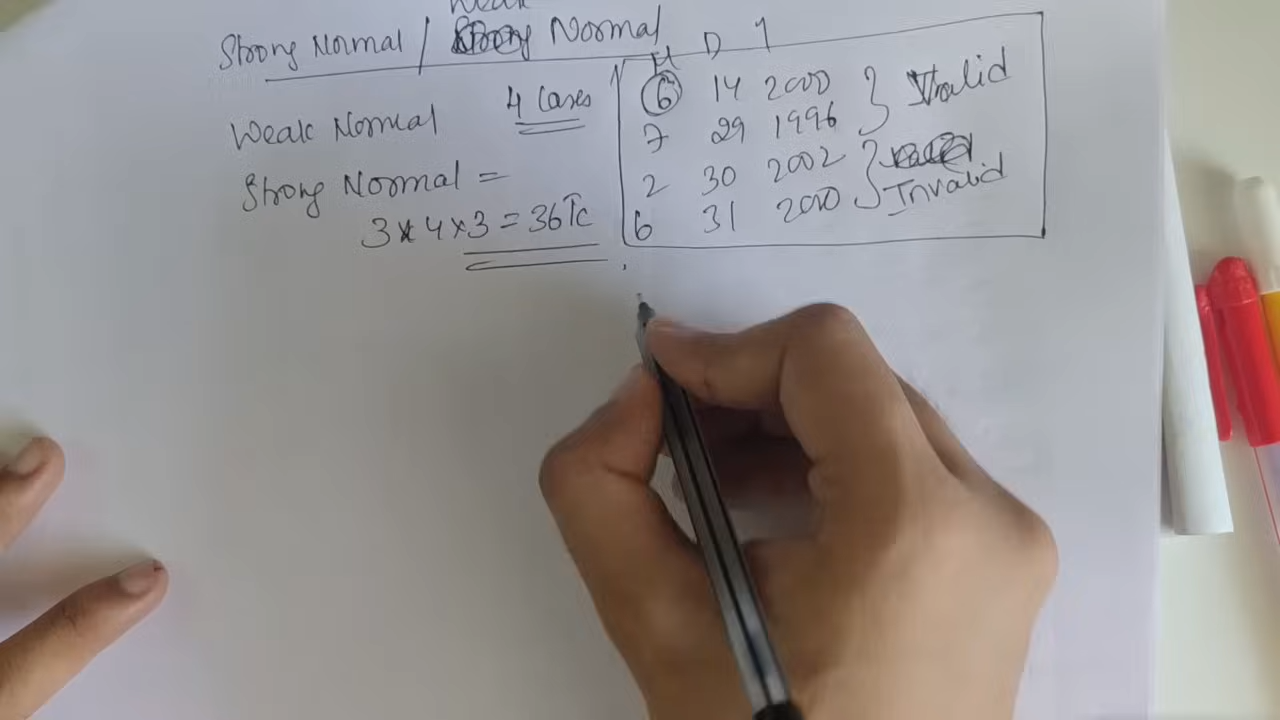 Weak
Strong Normal / Normal
M D Y
Weak Normal 4 Cases
Strong Normal =
3 * 4 x 3 = 36 Tc
6 14 2000 } Valid
7 29 1996
2 30 2002 } Invalid
6 31 2000